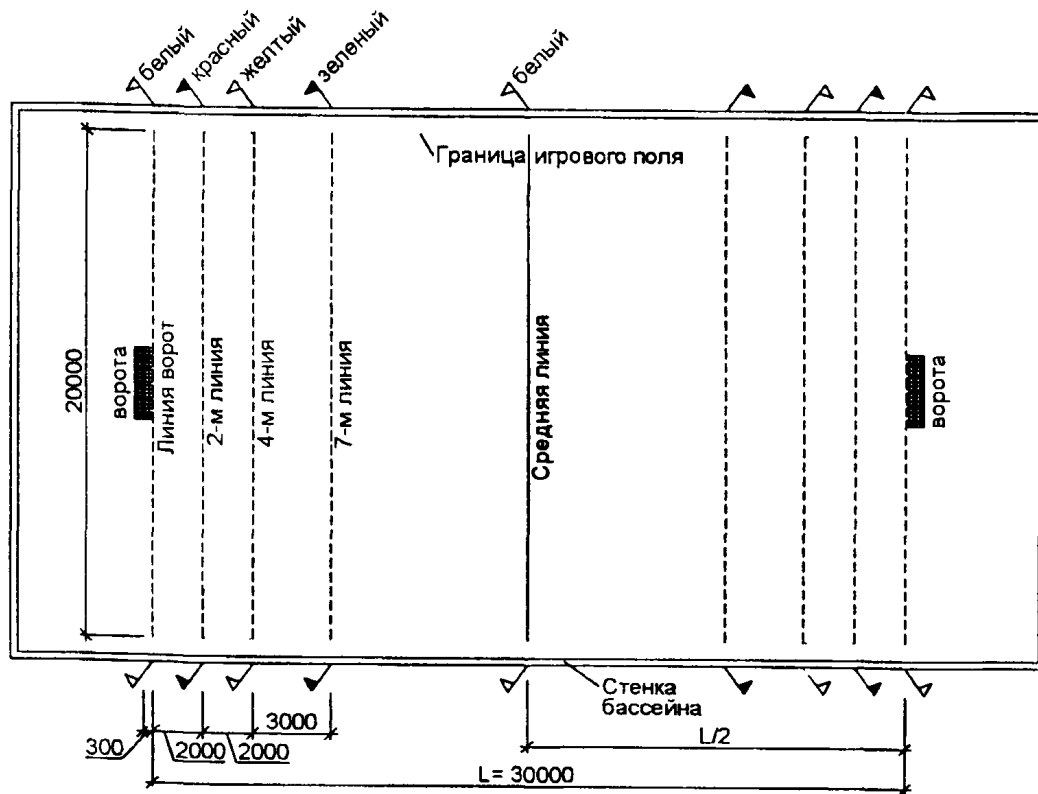 белый
красный
желтый
зеленый
белый
Граница игрового поля
20000
ворота
Линия ворот
2-м линия
4-м линия
7-м линия
Средняя линия
ворота
Стенка
бассейна
300
2000
2000
3000
L/2
L= 30000